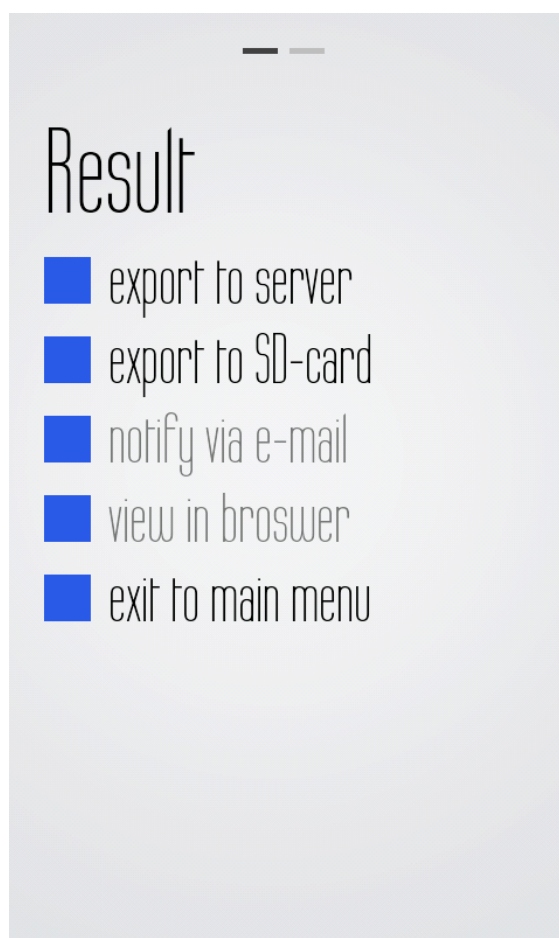 Result
export to server
export to SD-card
notify via e-mail
view in broswer
exit to main menu